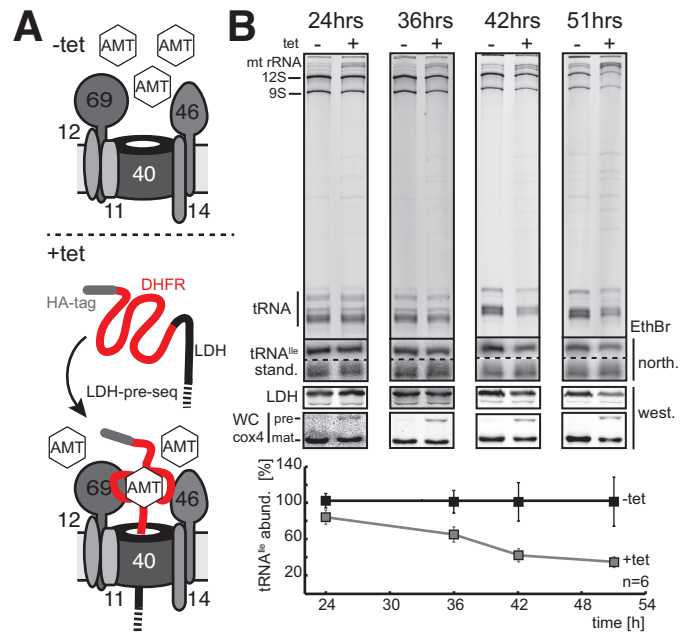 A
-tet
AMT
AMT
AMT
69
46
12
40
11
14
+tet
DHFR
HA-tag
LDH
LDH-pre-seq
AMT
AMT
AMT
69
46
12
40
11
14
B
24hrs 36hrs 42hrs 51hrs
tet - + - + - + - +
mt rRNA
12S
9S
tRNA
EthBr
tRNAᴵˡᵉ
stand.
north.
LDH
WC
cox4
pre
mat
west.
tRNAᴵˡᵉ abund. [%]
140
100
60
20
-tet
+tet
n=6
24 30 36 42 48 54
time [h]